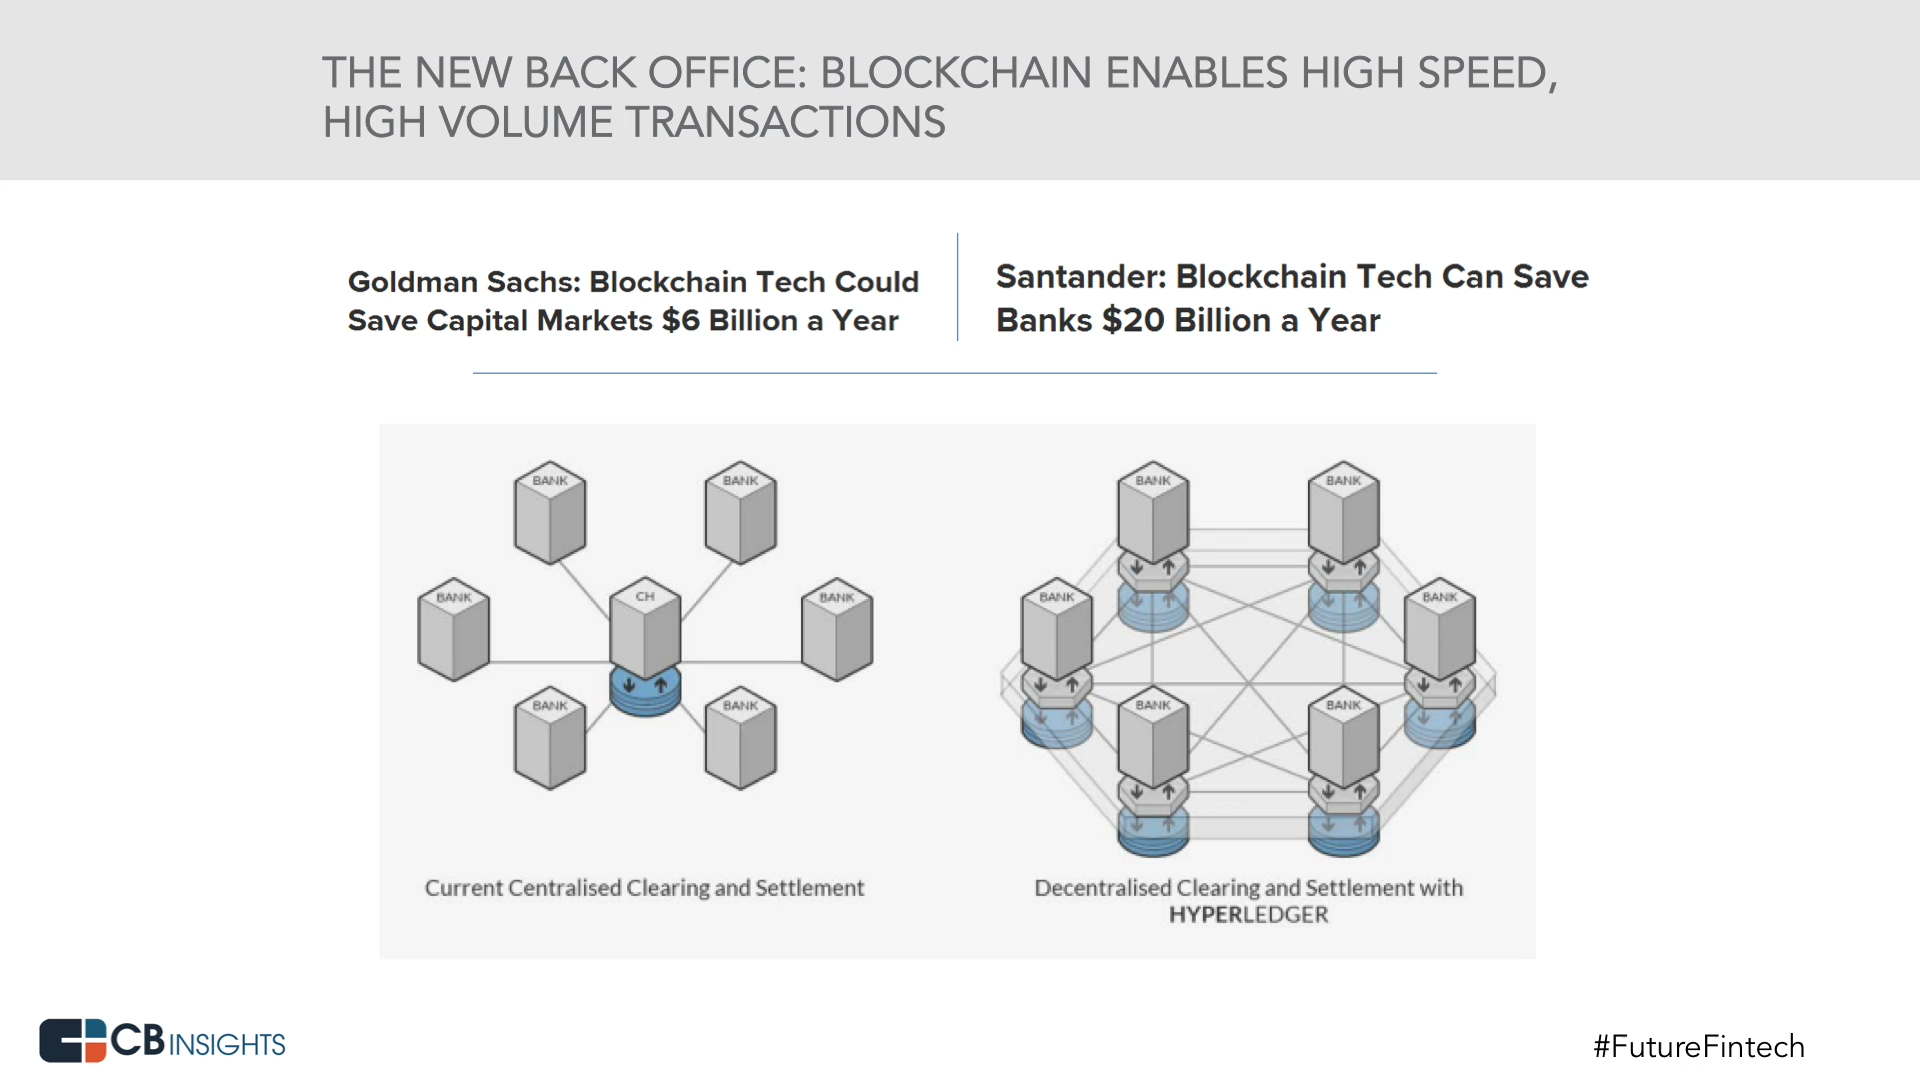 THE NEW BACK OFFICE: BLOCKCHAIN ENABLES HIGH SPEED,
HIGH VOLUME TRANSACTIONS
Goldman Sachs: Blockchain Tech Could
Save Capital Markets $6 Billion a Year
Santander: Blockchain Tech Can Save
Banks $20 Billion a Year
BANK
BANK
BANK
CH
BANK
BANK
BANK
Current Centralised Clearing and Settlement
BANK
BANK
BANK
BANK
BANK
BANK
Decentralised Clearing and Settlement with
HYPERLEDGER
CBINSIGHTS
#FutureFintech